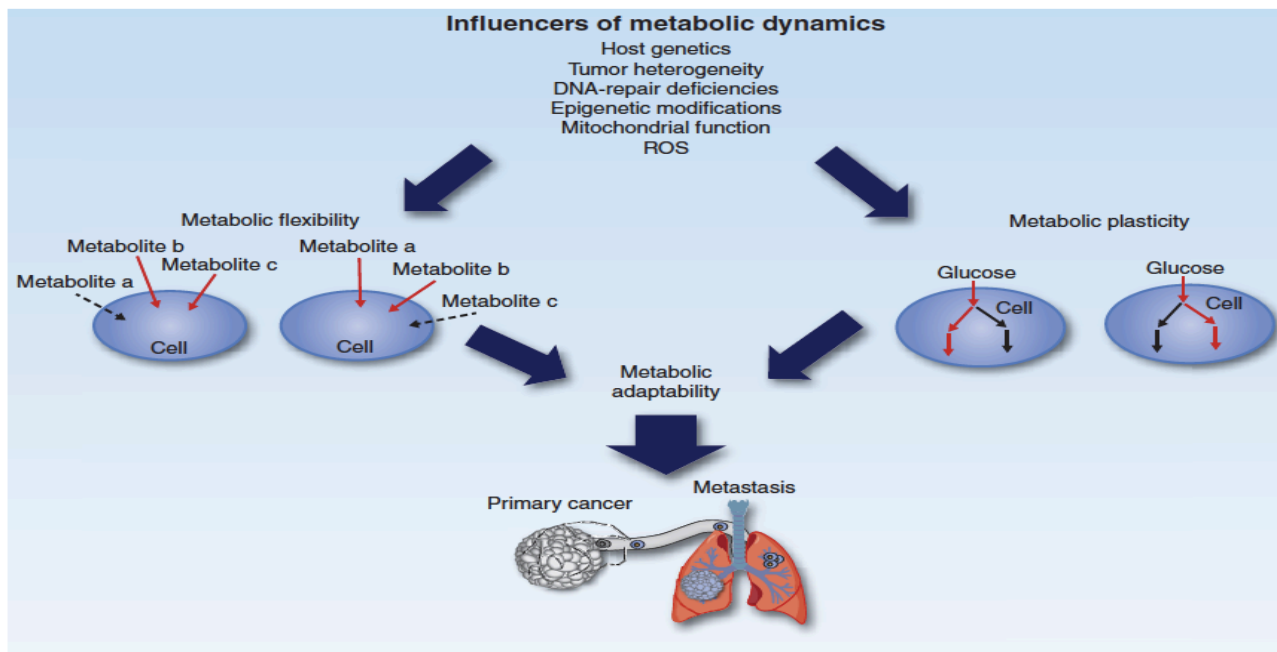 Influencers of metabolic dynamics
Host genetics
Tumor heterogeneity
DNA-repair deficiencies
Epigenetic modifications
Mitochondrial function
ROS
Metabolic flexibility
Metabolite b
Metabolite c
Metabolite a
Cell
Metabolite a
Metabolite b
Metabolite c
Cell
Metabolic plasticity
Glucose
Cell
Glucose
Cell
Metabolic
adaptability
Primary cancer
Metastasis